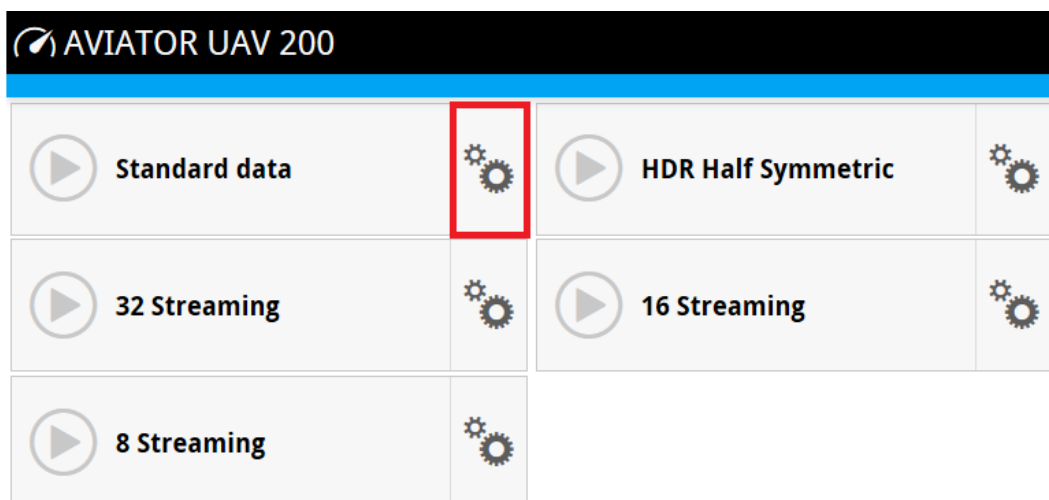 AVIATOR UAV 200
Standard data
HDR Half Symmetric
32 Streaming
16 Streaming
8 Streaming